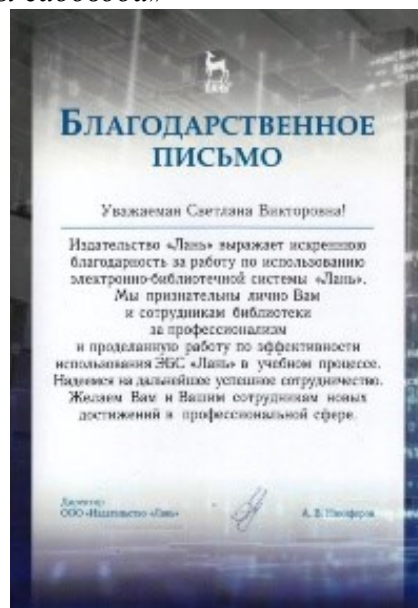 ЛАНЬ
БЛАГОДАРСТВЕННОЕ
ПИСЬМО
Уважаемая Светлана Викторовна!
Издательство «Лань» выражает искреннюю
благодарность за работу по использованию
электронно-библиотечной системы «Лань».
Мы признательны лично Вам
и сотрудникам библиотеки
за профессионализм
и проделанную работу по эффективности
использования ЭБС «Лань» в учебном процессе.
Надеемся на дальнейшее успешное сотрудничество.
Желаем Вам и Вашим сотрудникам новых
достижений в профессиональной сфере.
Директор
ООО «Издательство «Лань»
А. В. Никифоров